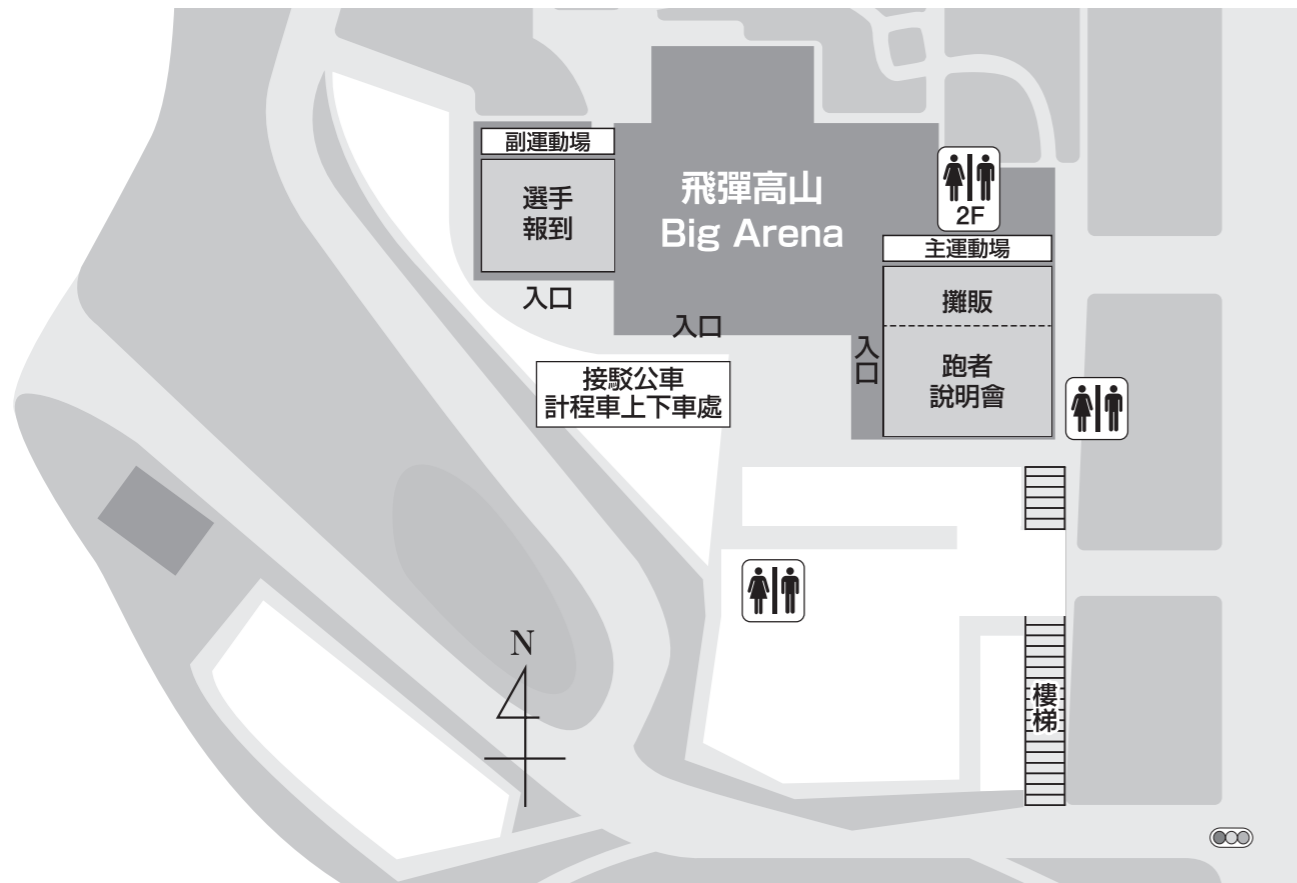 副運動場
選手
報到
入口
飛彈高山
Big Arena
入口
2F
主運動場
攤販
跑者
說明會
入口
接駁公車
計程車上下車處
N
樓梯